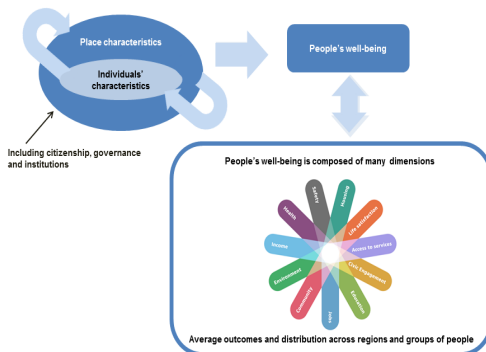 Place characteristics
Individuals'
characteristics
People's well-being
Including citizenship, governance
and institutions
People's well-being is composed of many dimensions
Safety
Housing
Life satisfaction
Access to services
Civic Engagement
Education
Jobs
Community
Environment
Income
Health
Average outcomes and distribution across regions and groups of people